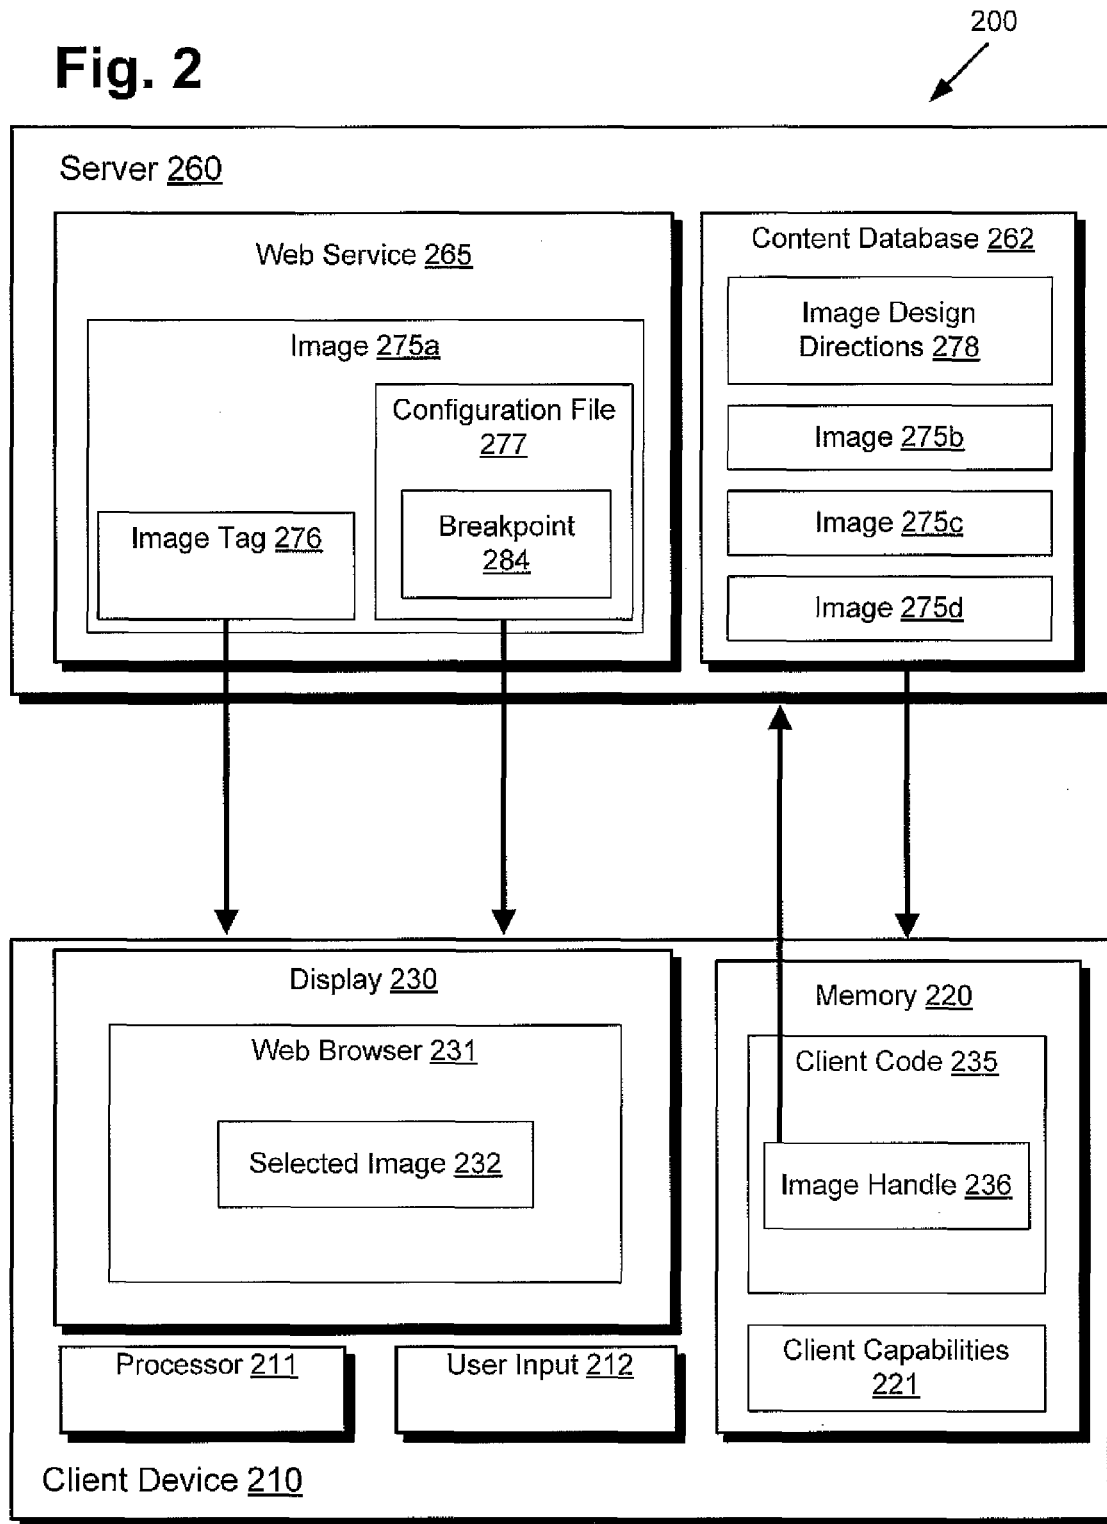 200
Fig. 2
Server 260
Web Service 265
Image 275a
Configuration File
277
Breakpoint
284
Image Tag 276
Content Database 262
Image Design
Directions 278
Image 275b
Image 275c
Image 275d
Display 230
Web Browser 231
Selected Image 232
Memory 220
Client Code 235
Image Handle 236
Client Capabilities
221
Processor 211
User Input 212
Client Device 210